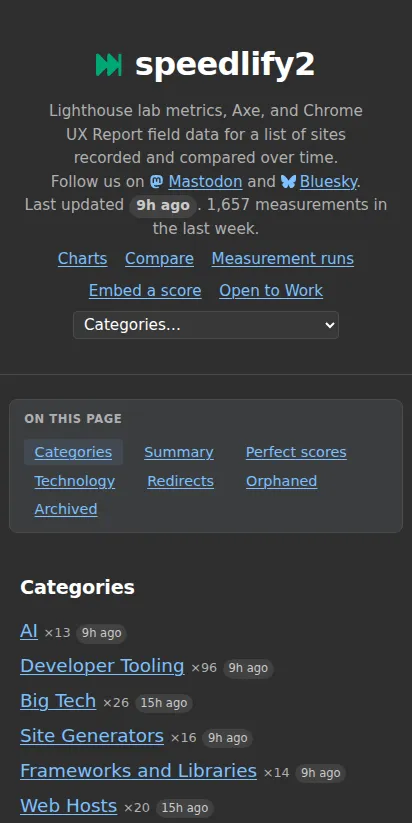 speedlify2
Lighthouse lab metrics, Axe, and Chrome
UX Report field data for a list of sites
recorded and compared over time.
Follow us on Mastodon and Bluesky.
Last updated 9h ago. 1,657 measurements in
the last week.
Charts Compare Measurement runs
Embed a score Open to Work
Categories...
ON THIS PAGE
Categories Summary Perfect scores
Technology Redirects Orphaned
Archived
Categories
AI ×13 9h ago
Developer Tooling ×96 9h ago
Big Tech ×26 15h ago
Site Generators ×16 9h ago
Frameworks and Libraries ×14 9h ago
Web Hosts ×20 15h ago